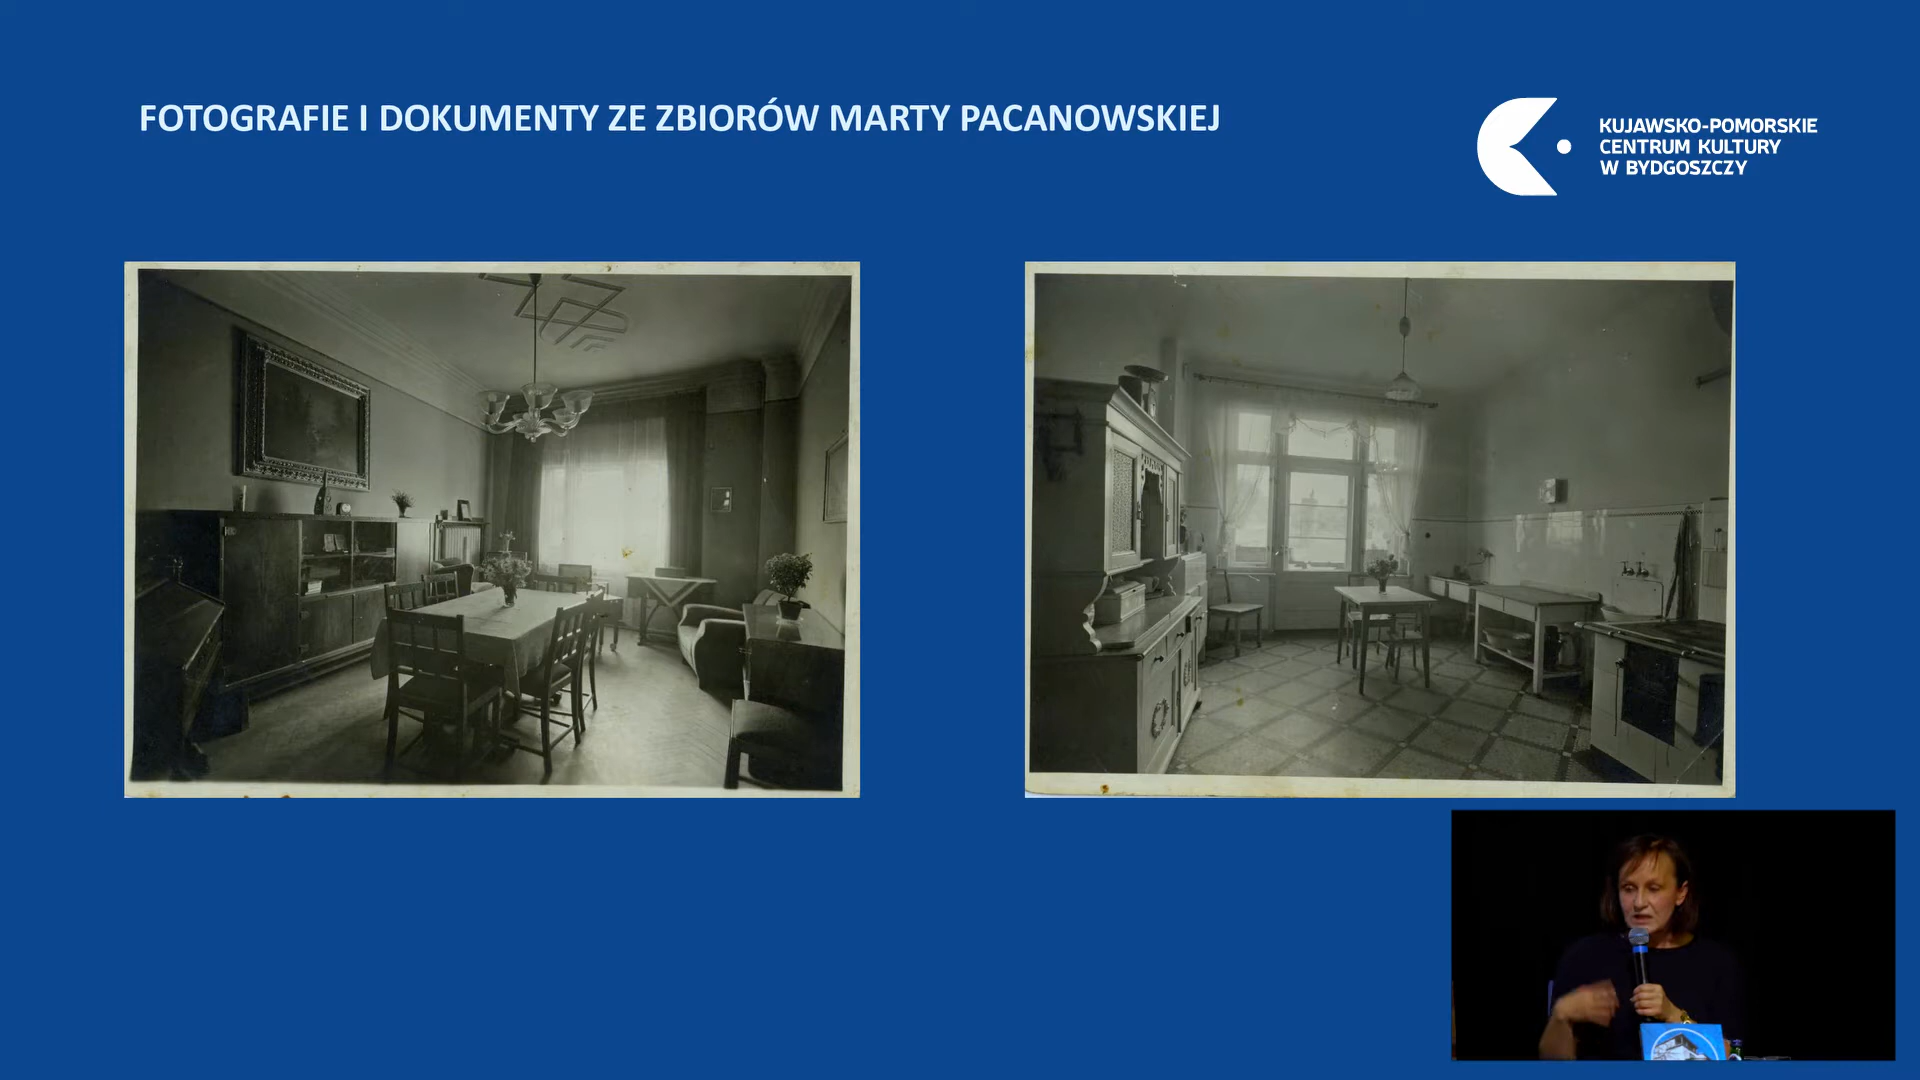 FOTOGRAFIE I DOKUMENTY ZE ZBIORÓW MARTY PACANOWSKIEJ
KUJAWSKO-POMORSKIE
CENTRUM KULTURY
W BYDGOSZCZY